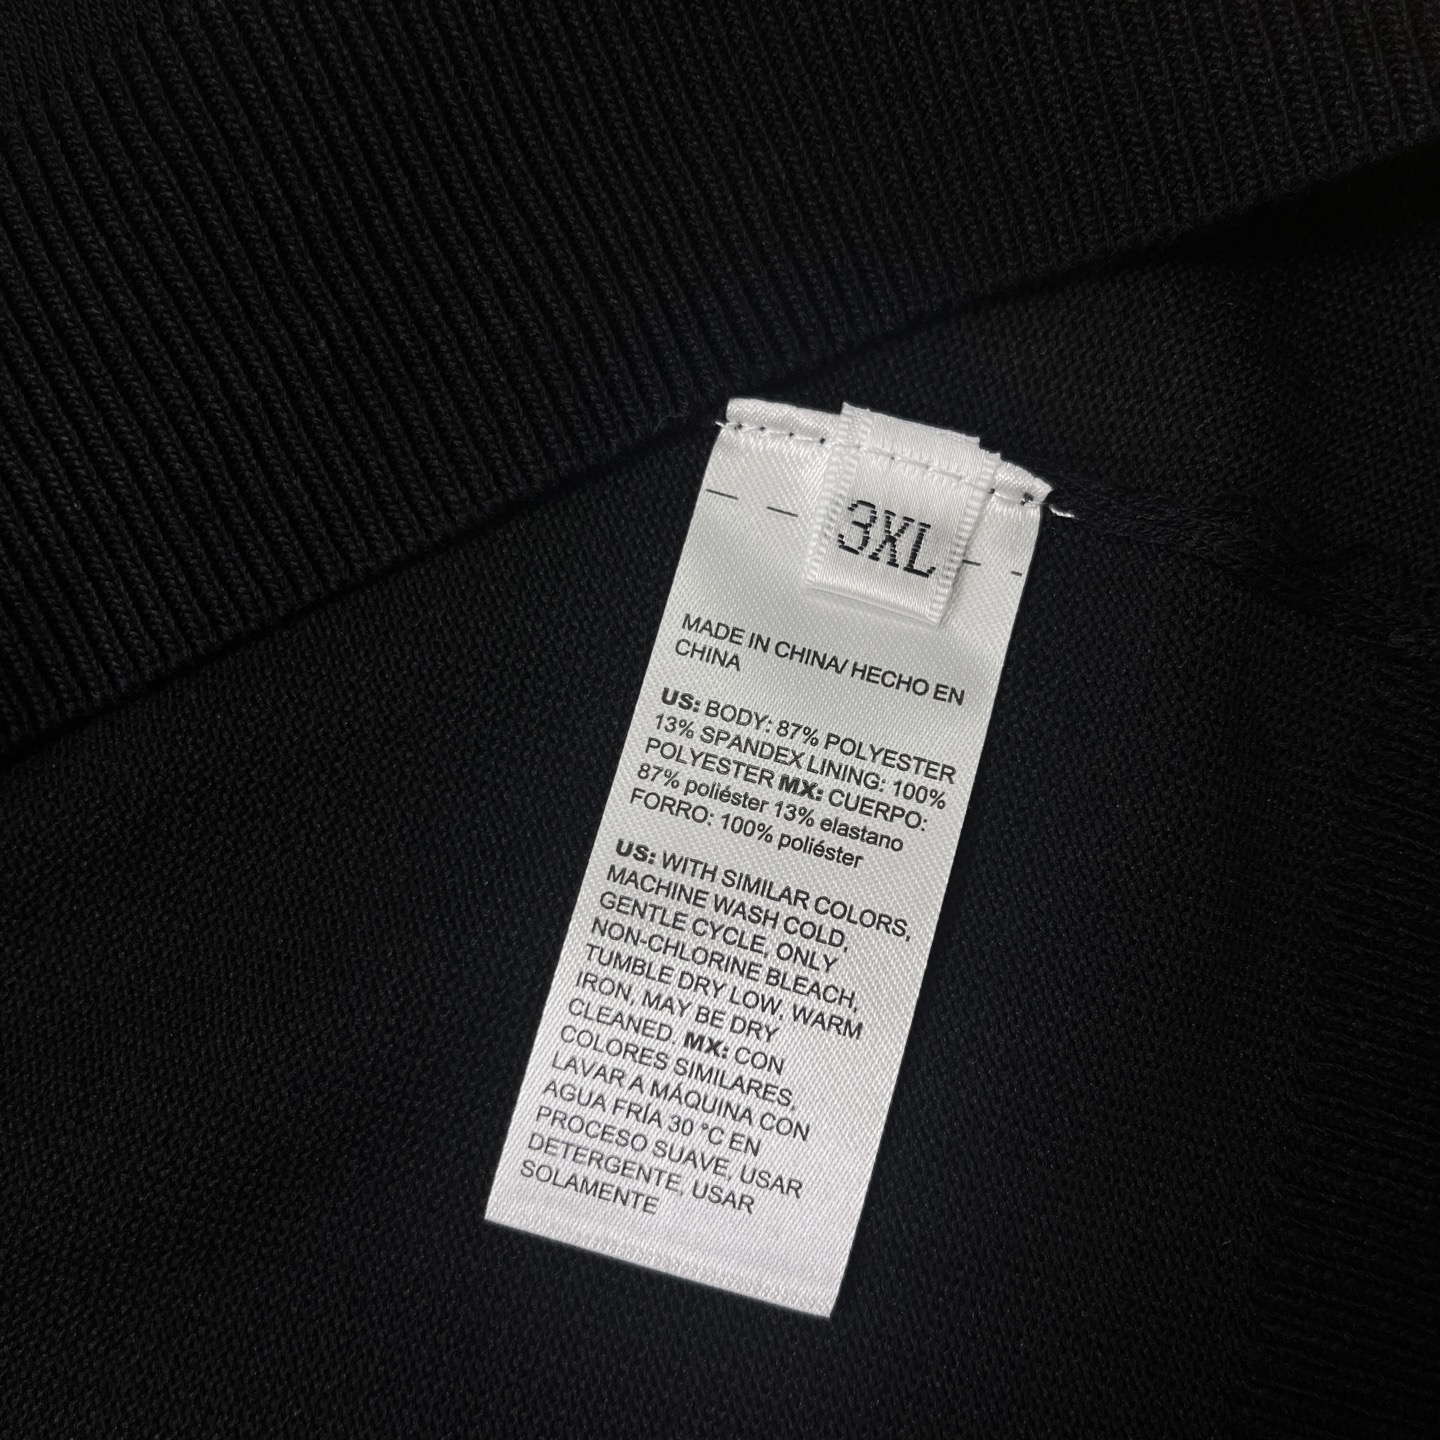 3XL
MADE IN CHINA/ HECHO EN
CHINA
US: BODY: 87% POLYESTER
13% SPANDEX LINING: 100%
POLYESTER MX: CUERPO:
87% poliéster 13% elastano
FORRO: 100% poliéster
US: WITH SIMILAR COLORS,
MACHINE WASH COLD,
GENTLE CYCLE, ONLY
NON-CHLORINE BLEACH,
TUMBLE DRY LOW, WARM
IRON, MAY BE DRY
CLEANED. MX: CON
COLORES SIMILARES,
LAVAR A MÁQUINA CON
AGUA FRÍA 30 °C EN
PROCESO SUAVE, USAR
DETERGENTE, USAR
SOLAMENTE